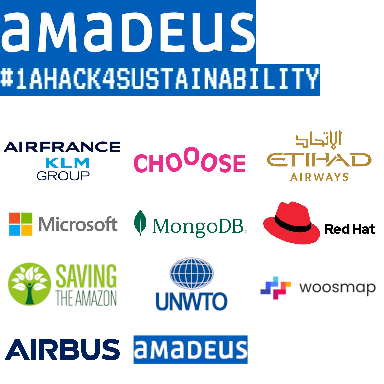 aMaDEUS
#1AHACK4SUSTAINABILITY
AIRFRANCE
KLM
GROUP
CHOOOSE
الإتحاد
ETIHAD
AIRWAYS
Microsoft
MongoDB.
Red Hat
SAVING
THE AMAZON
UNWTO
woosmap
AIRBUS
aMaDEUS